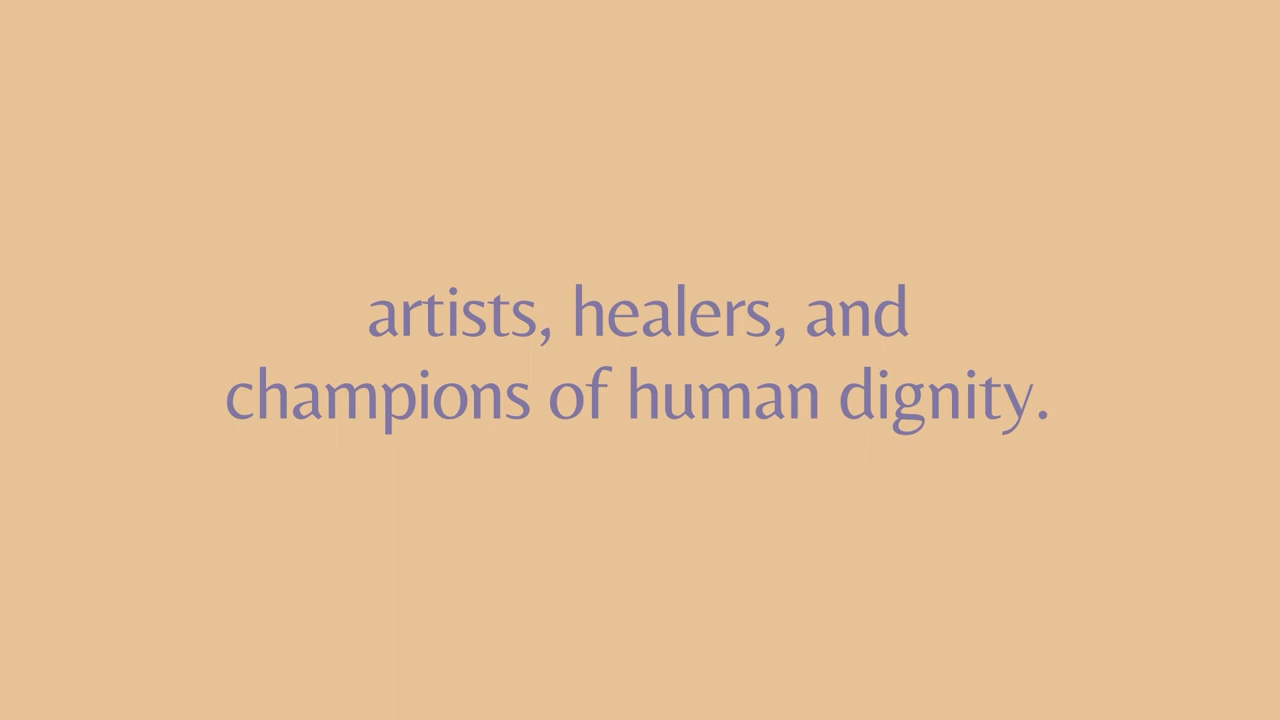 artists, healers, and
champions of human dignity.